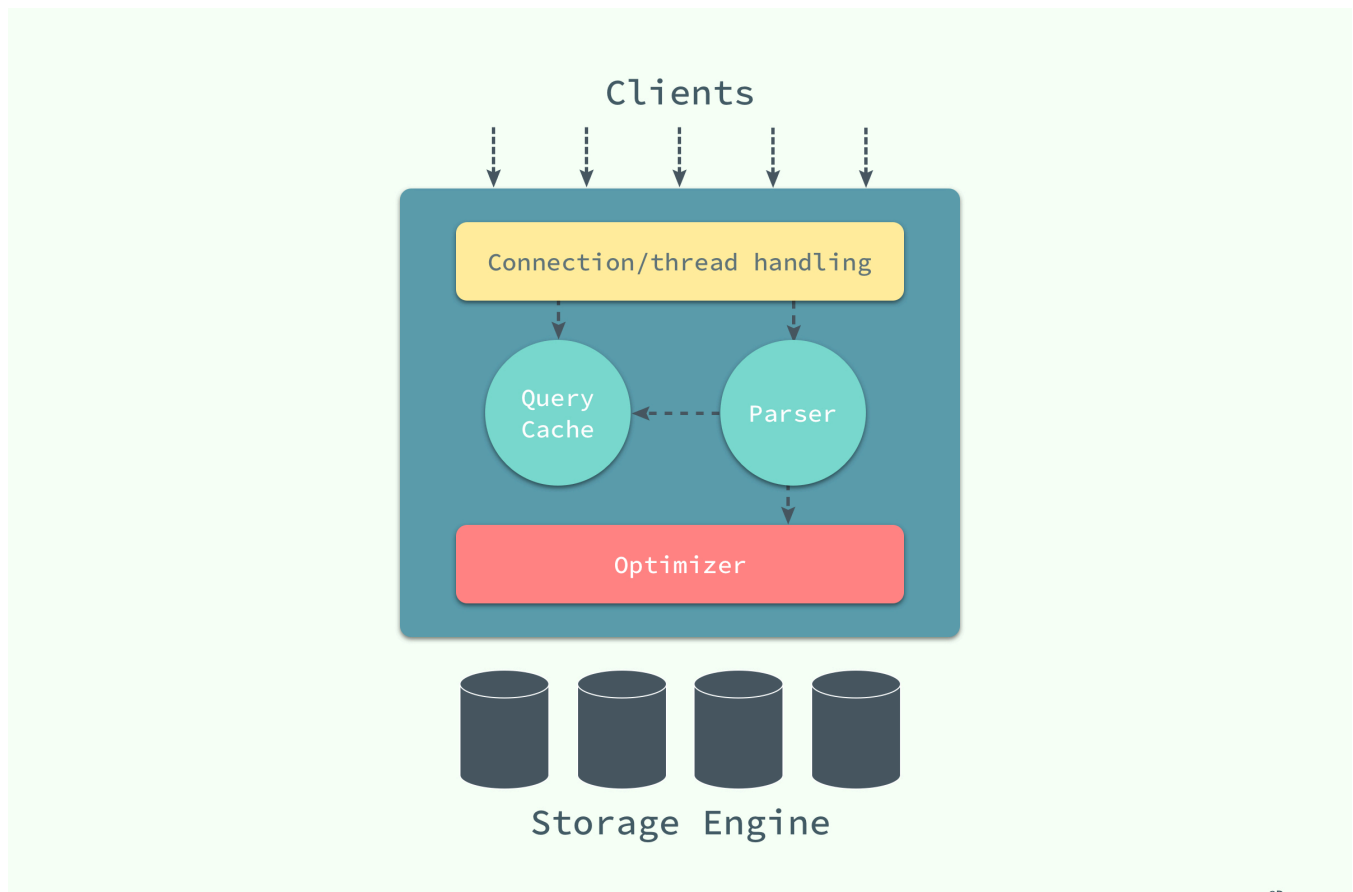 Clients
Connection/thread handling
Query
Cache
Parser
Optimizer
Storage Engine